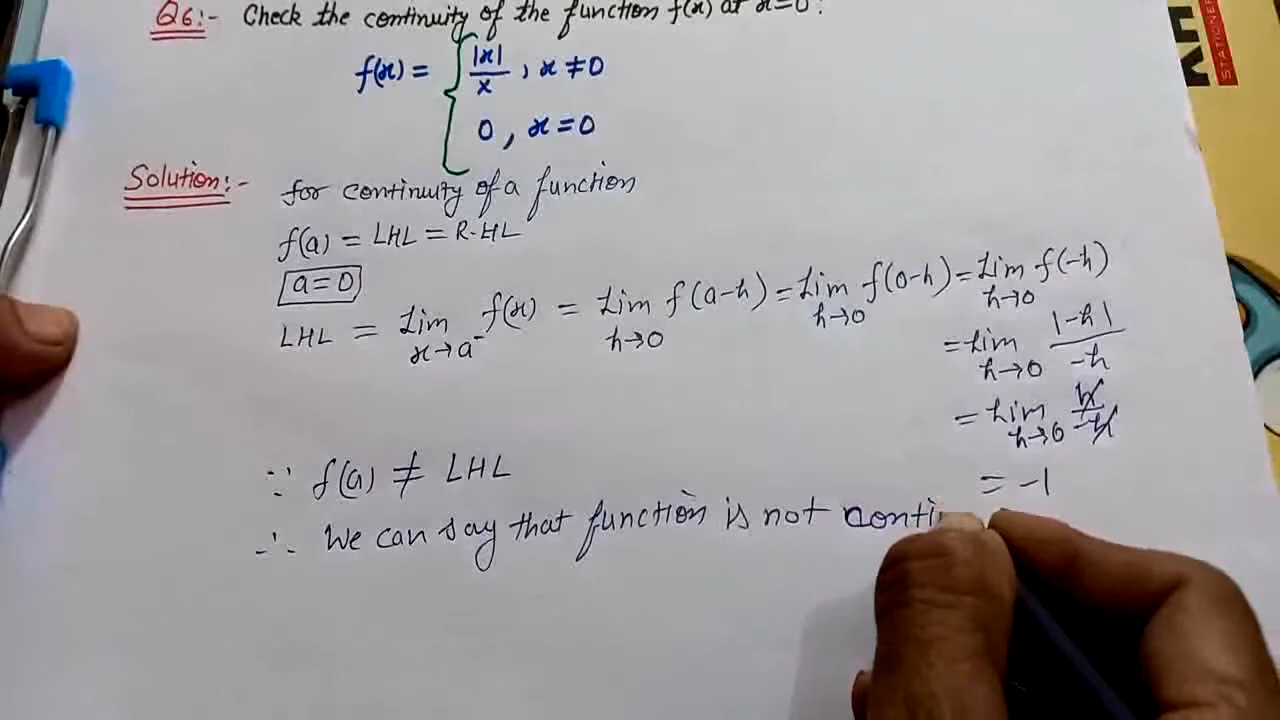 Q6:- Check the continuity of the function f(x) at x=0.
f(x) = { |x|/x , x ≠ 0
0 , x = 0
Solution:- for continuity of a function
f(a) = LHL = R.HL
a = 0
LHL = Lim x→a⁻ f(x) = Lim h→0 f(a-h) = Lim h→0 f(0-h) = Lim h→0 f(-h)
= Lim h→0 |-h|/-h
= Lim h→0 h/-h
= -1
∵ f(a) ≠ LHL
∴ We can say that function is not conti
STATIONER